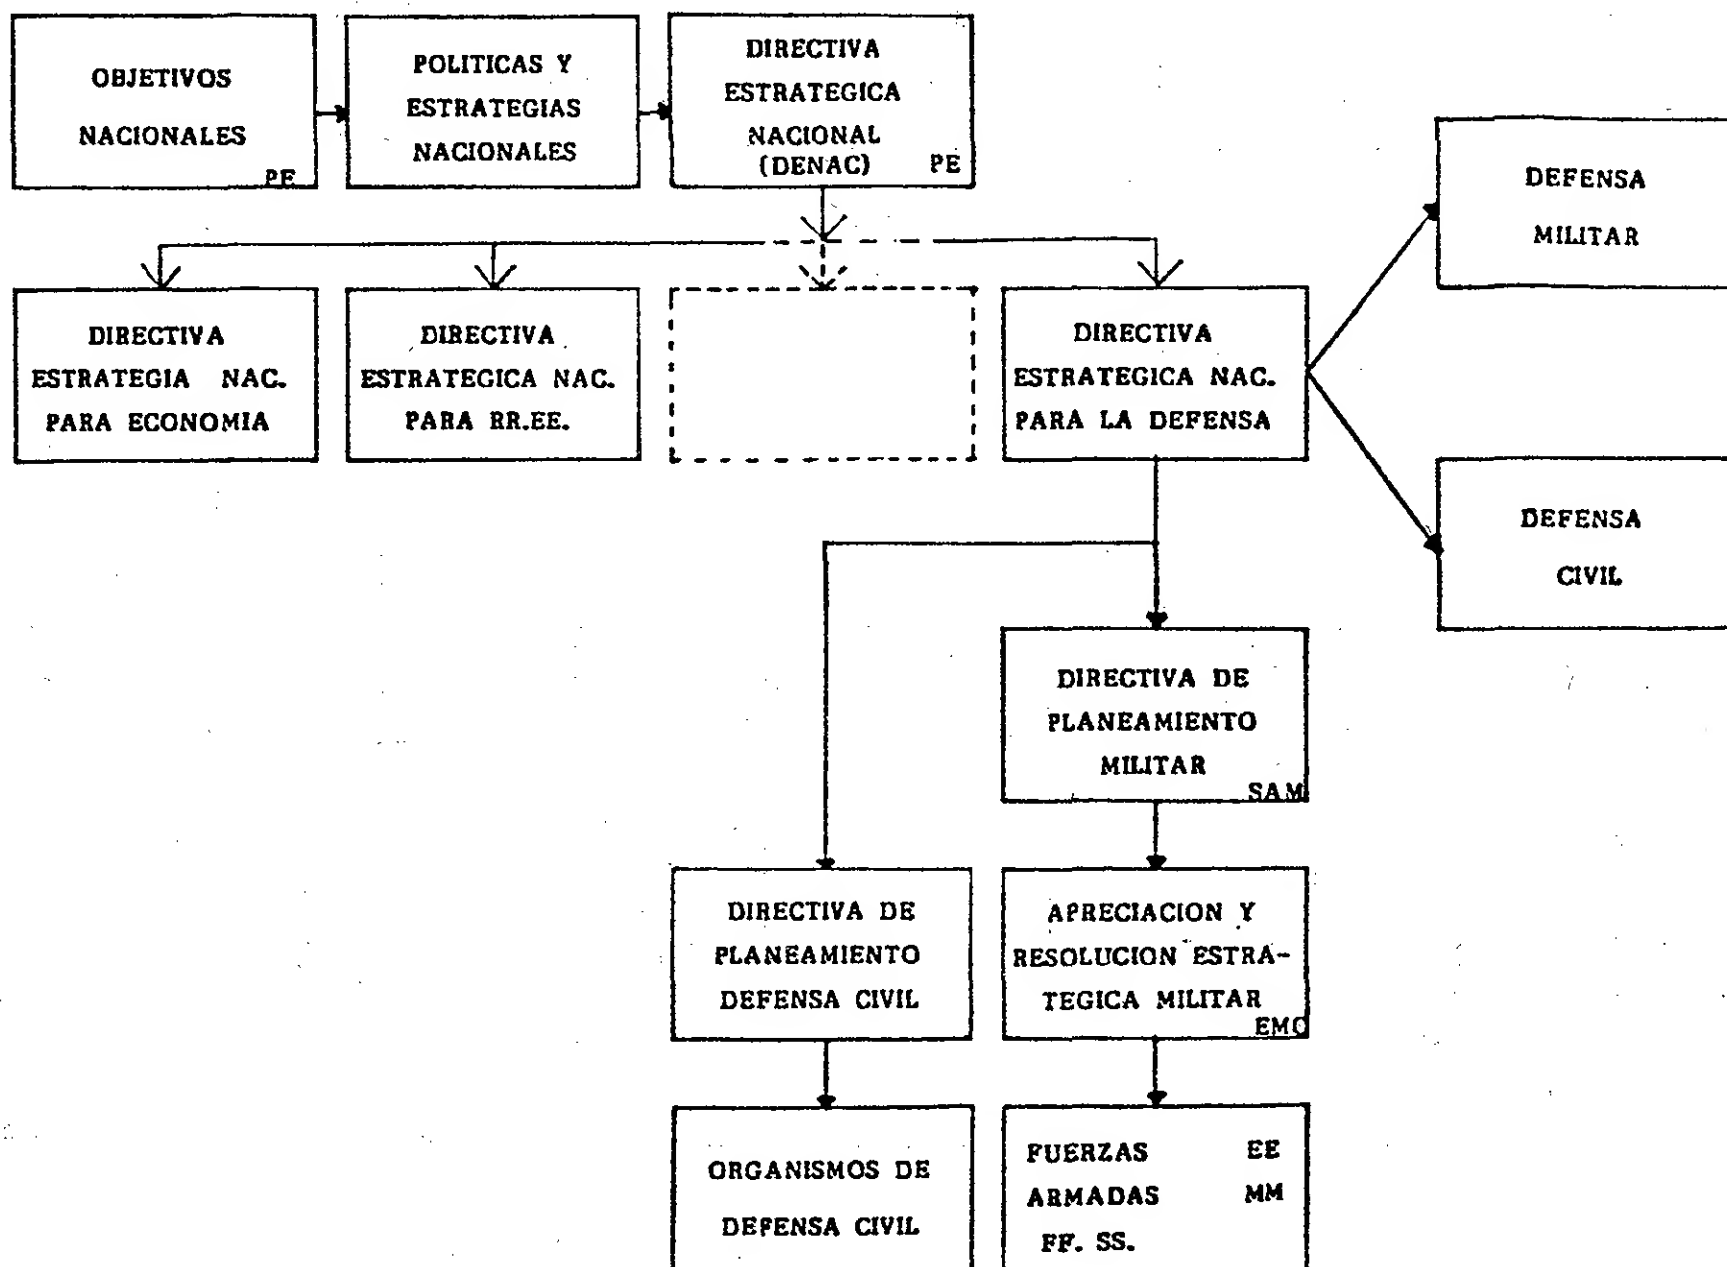 OBJETIVOS
NACIONALES
PE
POLITICAS Y
ESTRATEGIAS
NACIONALES
DIRECTIVA
ESTRATEGICA
NACIONAL
(DENAC) PE
DEFENSA
MILITAR
DIRECTIVA
ESTRATEGIA NAC.
PARA ECONOMIA
DIRECTIVA
ESTRATEGICA NAC.
PARA RR.EE.
DIRECTIVA
ESTRATEGICA NAC.
PARA LA DEFENSA
DEFENSA
CIVIL
DIRECTIVA DE
PLANEAMIENTO
MILITAR
SAM
DIRECTIVA DE
PLANEAMIENTO
DEFENSA CIVIL
APRECIACION Y
RESOLUCION ESTRA-
TEGICA MILITAR
EMC
ORGANISMOS DE
DEFENSA CIVIL
FUERZAS EE
ARMADAS MM
FF. SS.